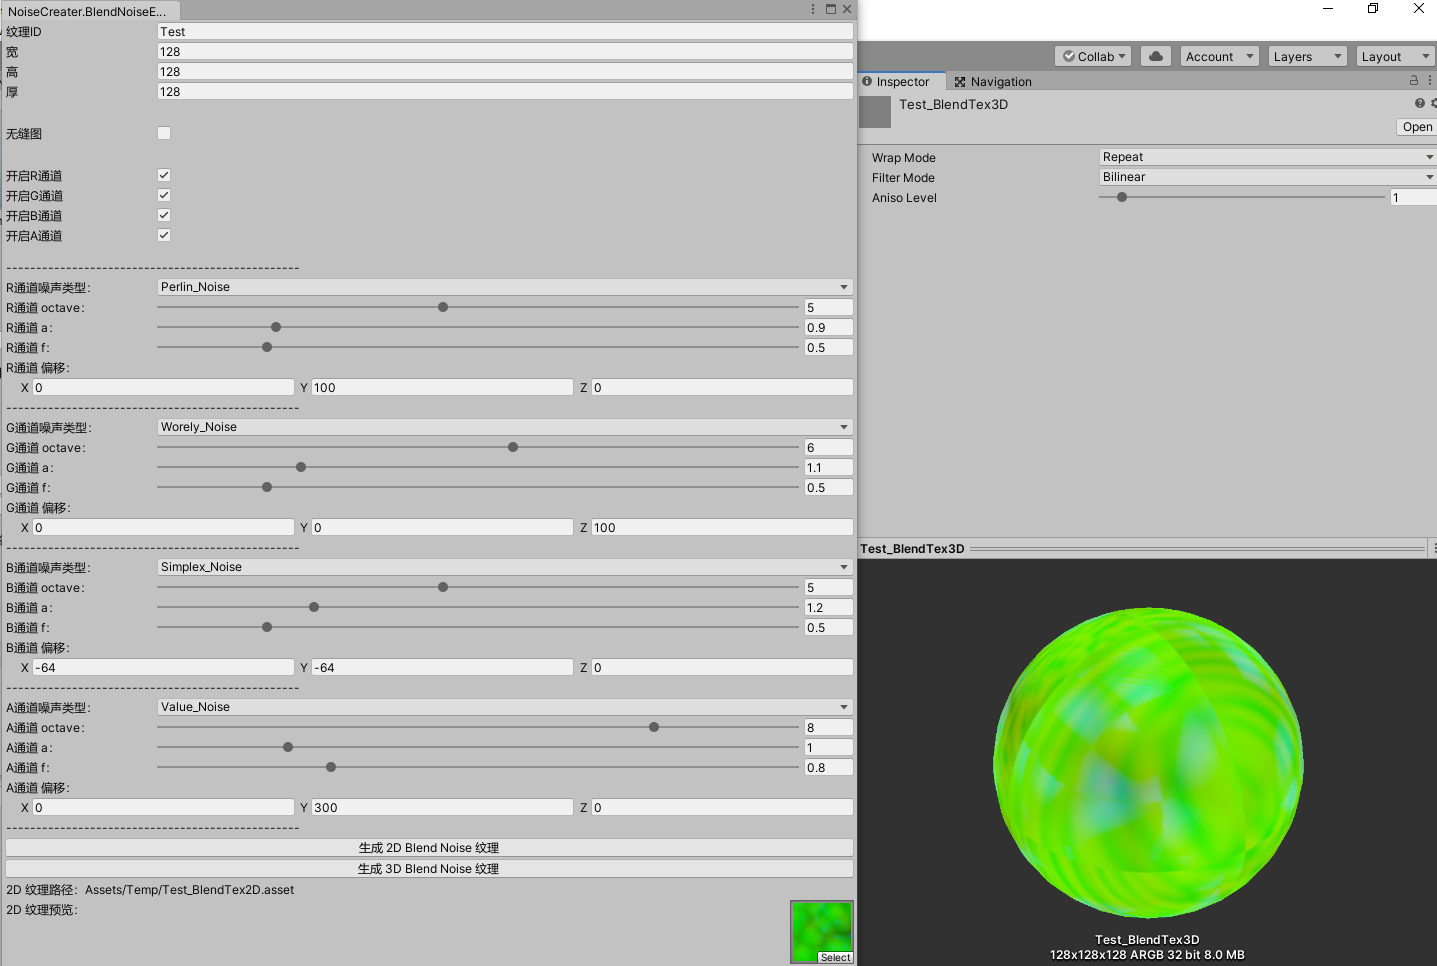 NoiseCreater.BlendNoiseE...
纹理ID Test
宽 128
高 128
厚 128
无缝图
开启R通道
开启G通道
开启B通道
开启A通道
-------------------------------------------------
R通道噪声类型： Perlin_Noise
R通道 octave： 5
R通道 a： 0.9
R通道 f： 0.5
R通道 偏移：
X 0 Y 100 Z 0
-------------------------------------------------
G通道噪声类型： Worely_Noise
G通道 octave： 6
G通道 a： 1.1
G通道 f： 0.5
G通道 偏移：
X 0 Y 0 Z 100
-------------------------------------------------
B通道噪声类型： Simplex_Noise
B通道 octave： 5
B通道 a： 1.2
B通道 f： 0.5
B通道 偏移：
X -64 Y -64 Z 0
-------------------------------------------------
A通道噪声类型： Value_Noise
A通道 octave： 8
A通道 a： 1
A通道 f： 0.8
A通道 偏移：
X 0 Y 300 Z 0
-------------------------------------------------
生成 2D Blend Noise 纹理
生成 3D Blend Noise 纹理
2D 纹理路径：Assets/Temp/Test_BlendTex2D.asset
2D 纹理预览：
Select
Collab Account Layers Layout
Inspector Navigation
Test_BlendTex3D
Open
Wrap Mode Repeat
Filter Mode Bilinear
Aniso Level 1
Test_BlendTex3D
Test_BlendTex3D
128x128x128 ARGB 32 bit 8.0 MB